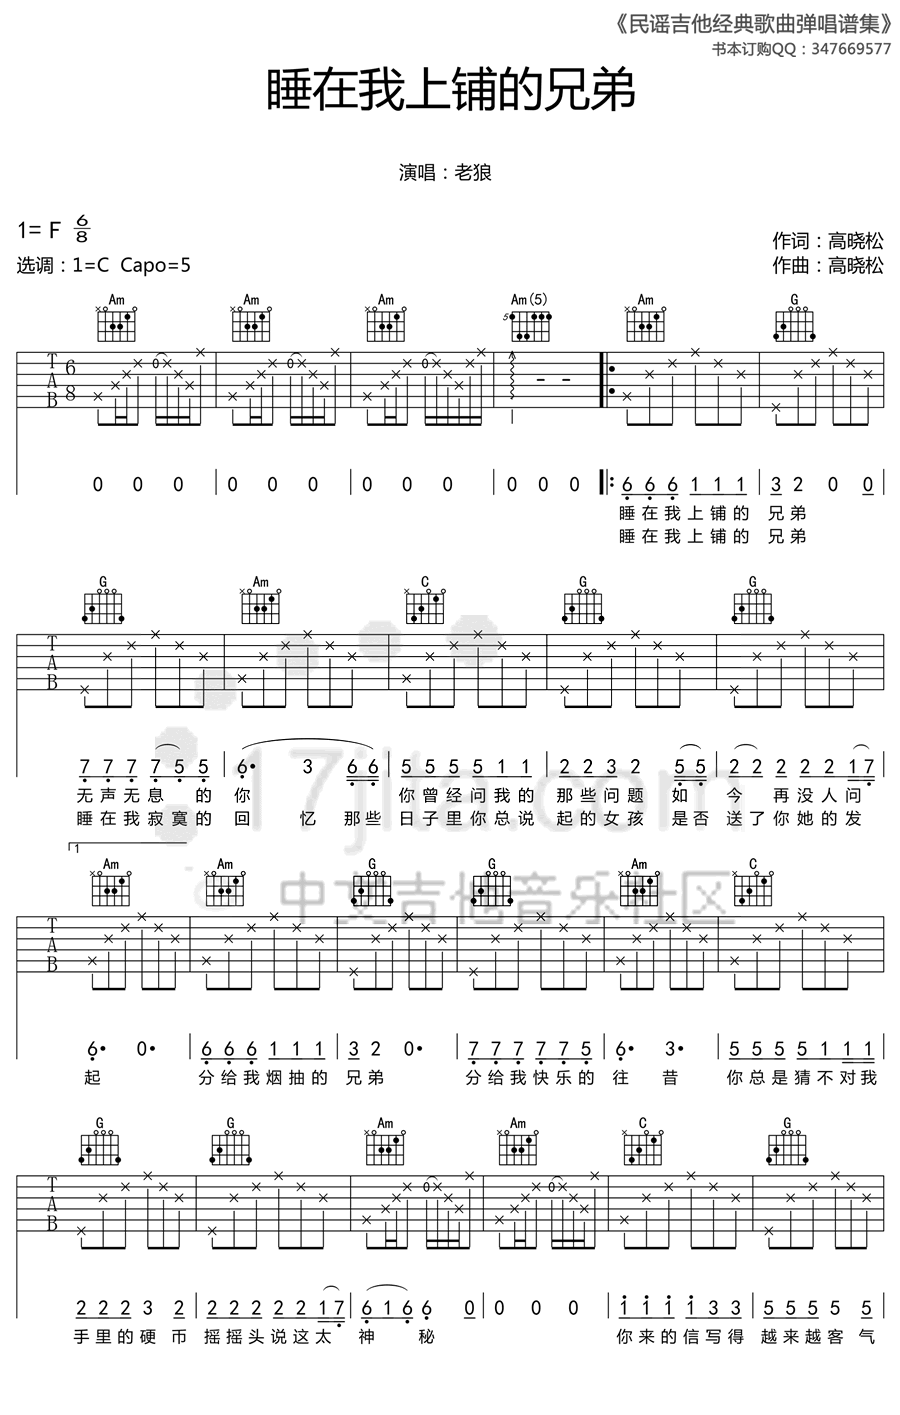 《民谣吉他经典歌曲弹唱谱集》
书本订购QQ：347669577
睡在我上铺的兄弟
演唱：老狼
1= F 6/8
选调：1=C Capo=5
作词：高晓松
作曲：高晓松
Am Am Am Am(5) Am G
5
T A B 6 8
0 0 0 0 0 0 0 0 0 0 0 0 6 6 6 1 1 1 3 2 0 0
睡在我上铺的 兄弟
睡在我上铺的 兄弟
G Am C G G
T A B
7 7 7 7 5 5 6· 3 6 6 5 5 5 5 1 1 2 2 3 2 5 5 2 2 2 2 2 1 7
无声无息 的 你 你曾经问我的 那些问题 如 今 再没人问
睡在我寂寞的 回 忆 那些 日子里你总说 起的女孩 是否 送了你她的发
1
Am Am G G Am C
T A B
6· 0· 6 6 6 1 1 1 3 2 0· 7 7 7 7 7 5 6· 3· 5 5 5 1 1 1
起 分给我烟抽的 兄弟 分给我快乐的 往 昔 你总是猜不对我
G G Am Am C G
T A B
2 2 2 3 2 2 2 2 2 2 1 7 6 1 6 6 0 0 0 0 1 1 1 1 3 3 5 5 5 5 5
手里的硬 币 摇摇头说这太 神 秘 你来的信写得 越来越客 气